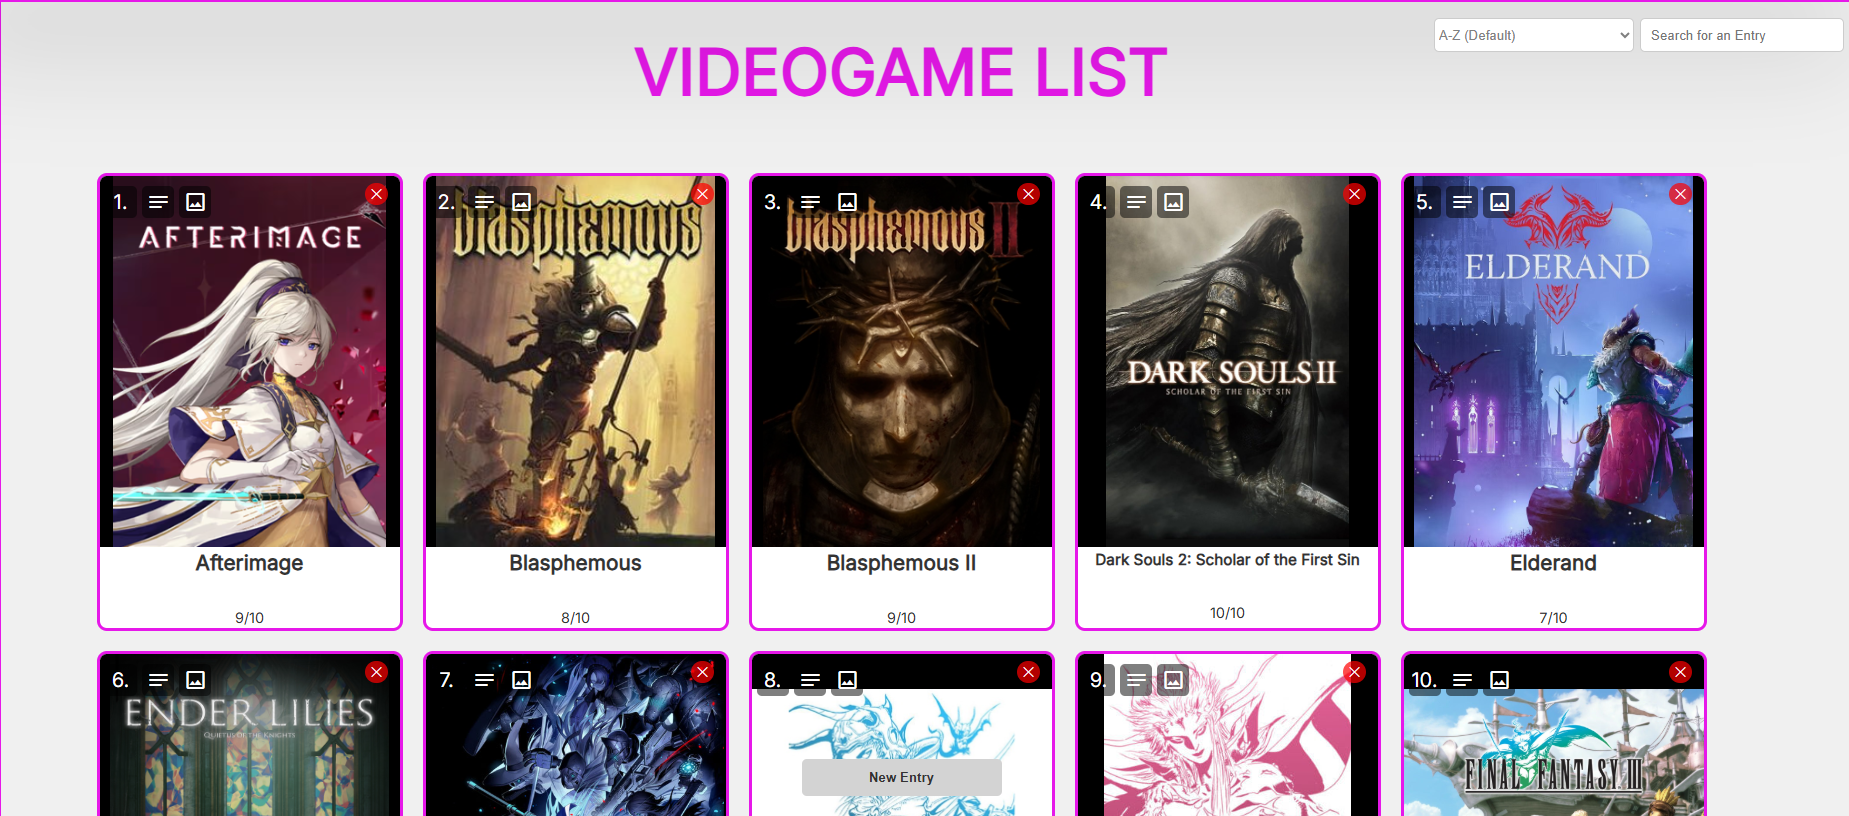 A-Z (Default)
Search for an Entry
VIDEOGAME LIST
1.
AFTERIMAGE
Afterimage
9/10
2.
blasphemous
Blasphemous
8/10
3.
blasphemous II
Blasphemous II
9/10
4.
DARK SOULS II
SCHOLAR OF THE FIRST SIN
Dark Souls 2: Scholar of the First Sin
10/10
5.
ELDERAND
Elderand
7/10
6.
ENDER LILIES
QUIETUS OF THE KNIGHTS
7.
8.
9.
10.
FINAL FANTASY III
New Entry